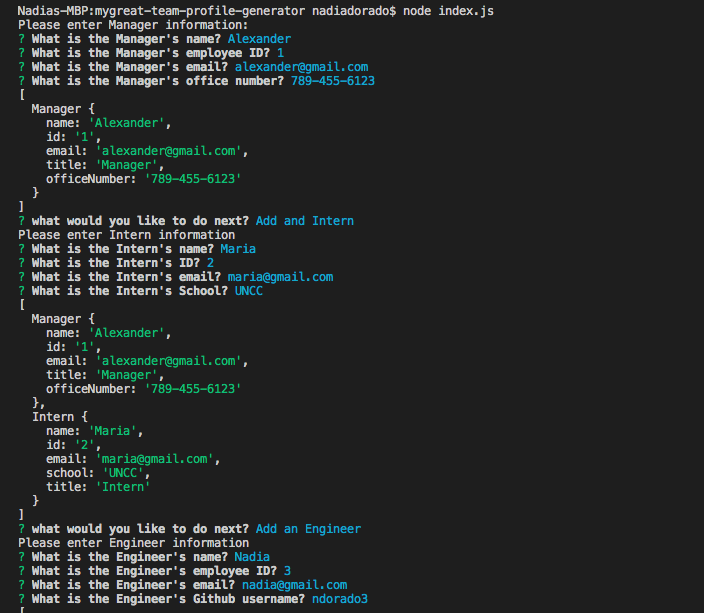 Nadias-MBP:mygreat-team-profile-generator nadiadorado$ node index.js
Please enter Manager information:
? What is the Manager's name? Alexander
? What is the Manager's employee ID? 1
? What is the Manager's email? alexander@gmail.com
? What is the Manager's office number? 789-455-6123
[
  Manager {
    name: 'Alexander',
    id: '1',
    email: 'alexander@gmail.com',
    title: 'Manager',
    officeNumber: '789-455-6123'
  }
]
? what would you like to do next? Add and Intern
Please enter Intern information
? What is the Intern's name? Maria
? What is the Intern's ID? 2
? What is the Intern's email? maria@gmail.com
? What is the Intern's School? UNCC
[
  Manager {
    name: 'Alexander',
    id: '1',
    email: 'alexander@gmail.com',
    title: 'Manager',
    officeNumber: '789-455-6123'
  },
  Intern {
    name: 'Maria',
    id: '2',
    email: 'maria@gmail.com',
    school: 'UNCC',
    title: 'Intern'
  }
]
? what would you like to do next? Add an Engineer
Please enter Engineer information
? What is the Engineer's name? Nadia
? What is the Engineer's employee ID? 3
? What is the Engineer's email? nadia@gmail.com
? What is the Engineer's Github username? ndorado3
[